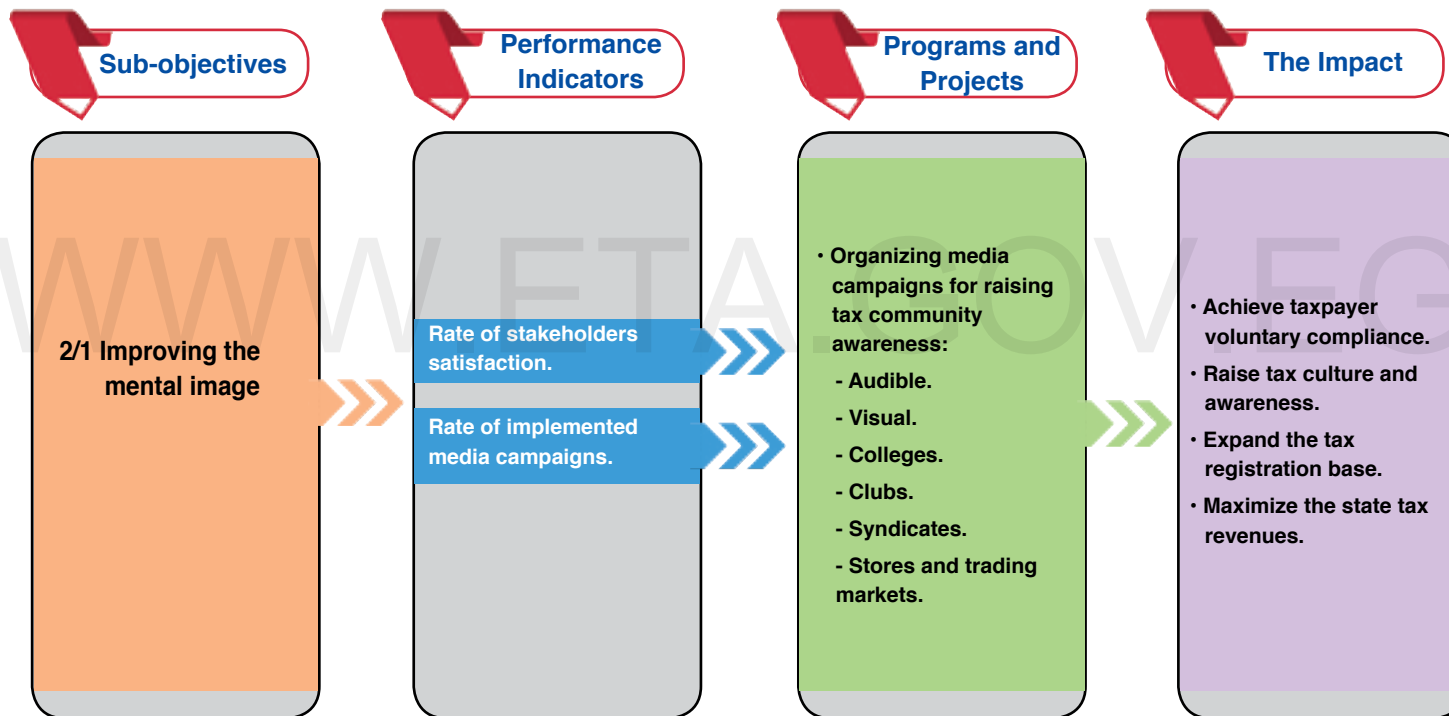 Sub-objectives
2/1 Improving the
mental image
Performance
Indicators
Rate of stakeholders
satisfaction.
Rate of implemented
media campaigns.
Programs and
Projects
• Organizing media
campaigns for raising
tax community
awareness:
- Audible.
- Visual.
- Colleges.
- Clubs.
- Syndicates.
- Stores and trading
markets.
The Impact
• Achieve taxpayer
voluntary compliance.
• Raise tax culture and
awareness.
• Expand the tax
registration base.
• Maximize the state tax
revenues.
WWW.ETA.GOV.EG